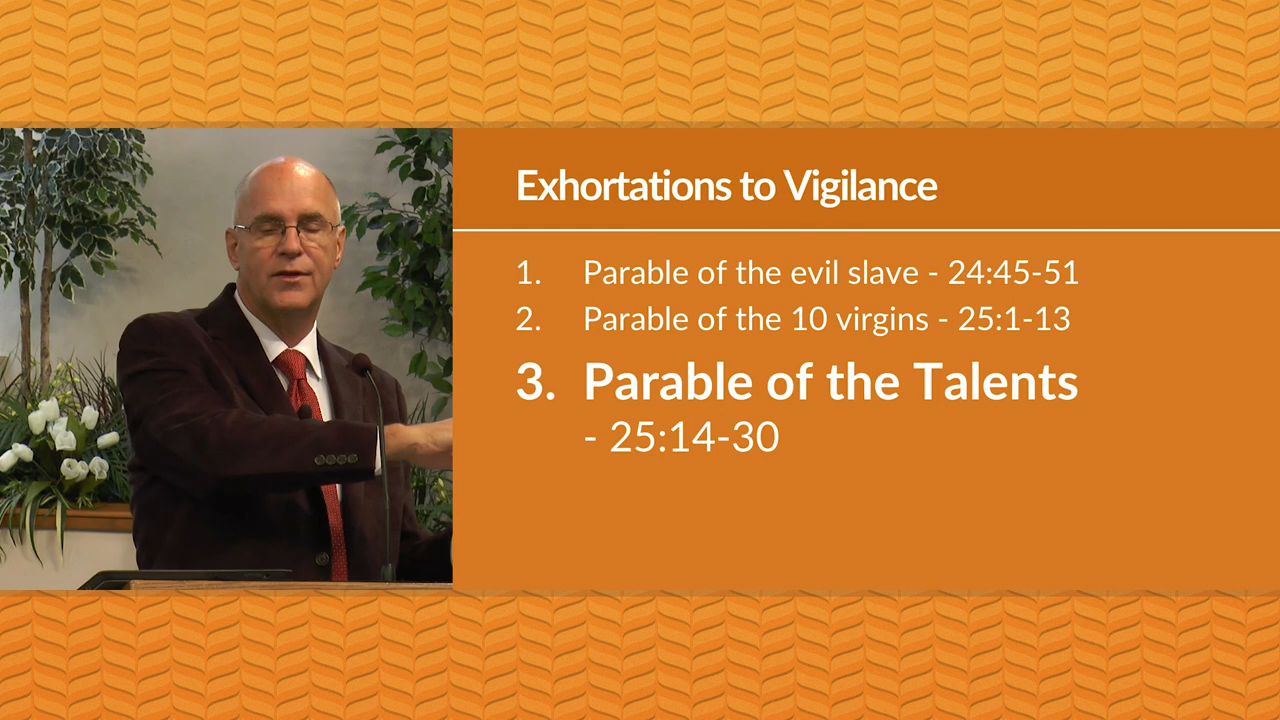 Exhortations to Vigilance
1. Parable of the evil slave - 24:45-51
2. Parable of the 10 virgins - 25:1-13
3. Parable of the Talents
- 25:14-30